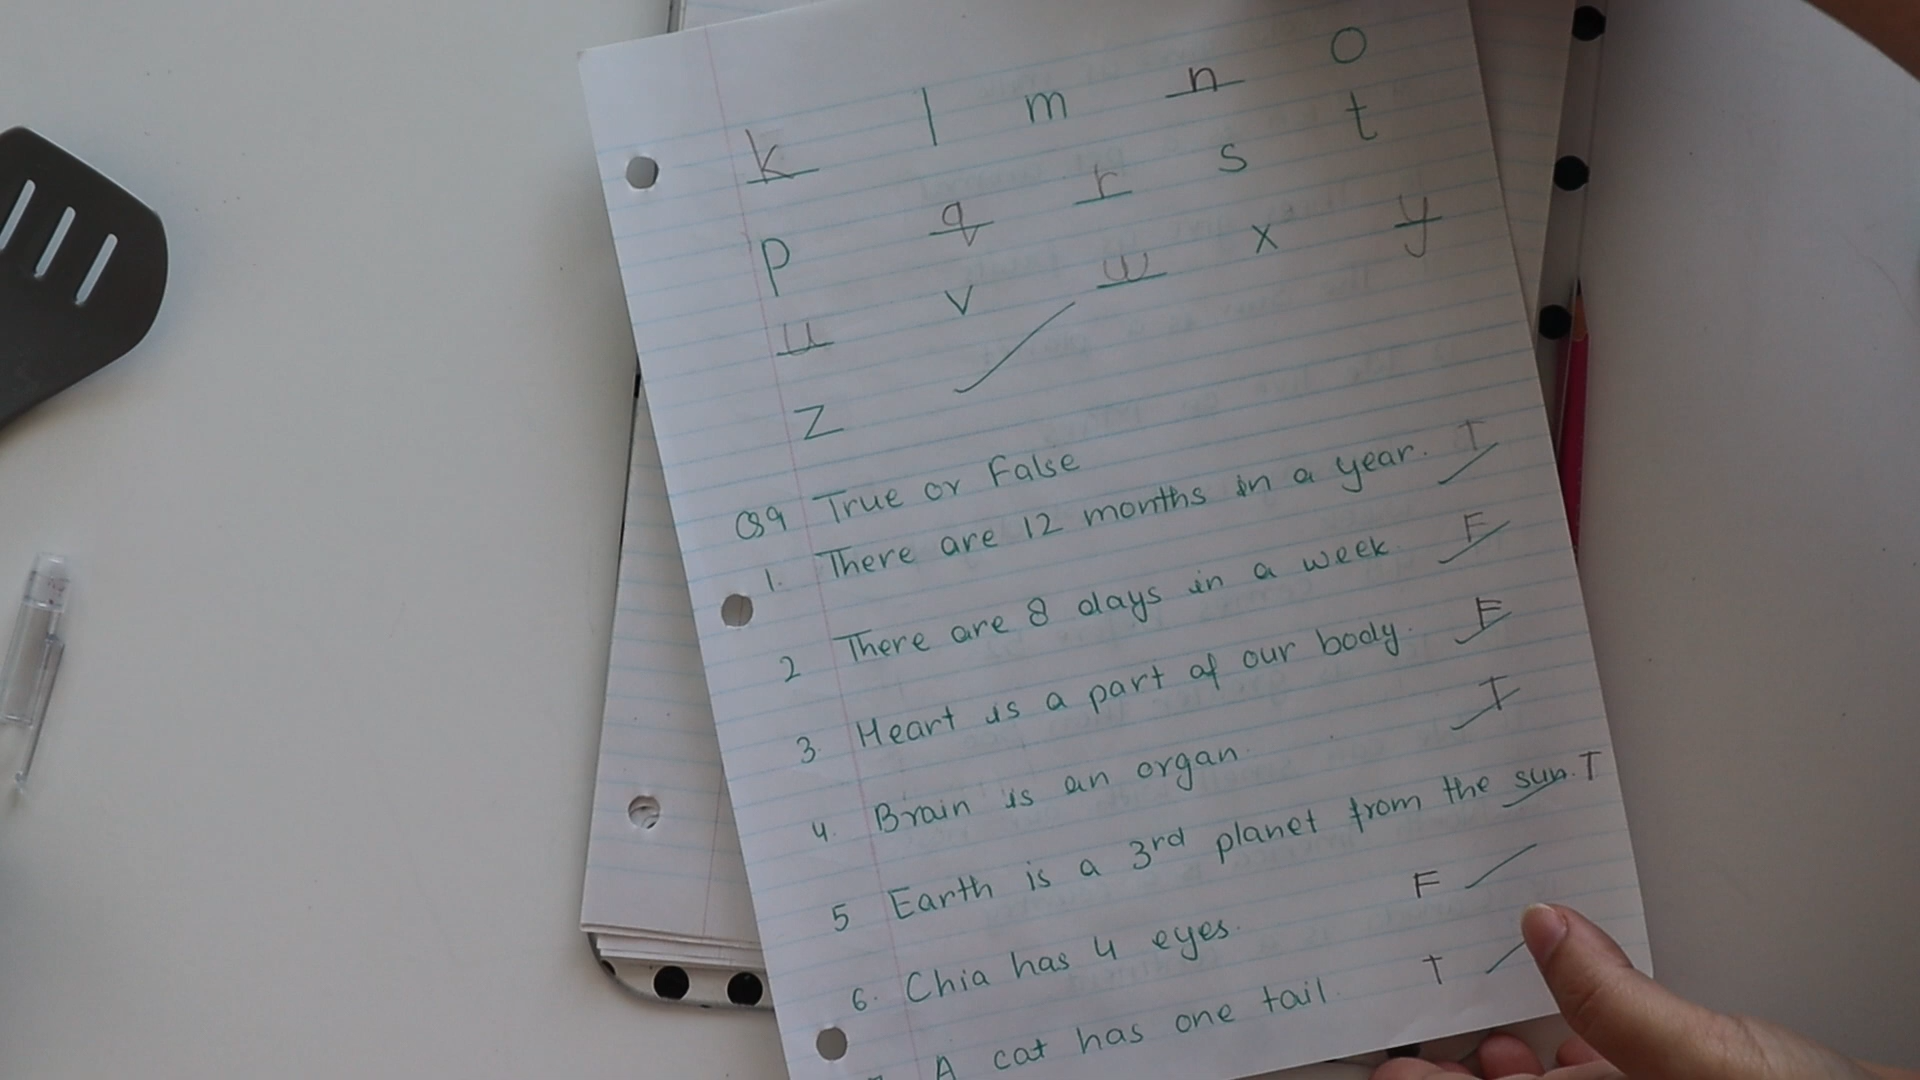 k l m n o
p q r s t
u v w x y
z
Q9 True or False
1. There are 12 months in a year. T
2 There are 8 days in a week F
3 Heart is a part of our body. F
4. Brain is an organ T
5 Earth is a 3rd planet from the sun. T
6. Chia has 4 eyes. F
A cat has one tail. T